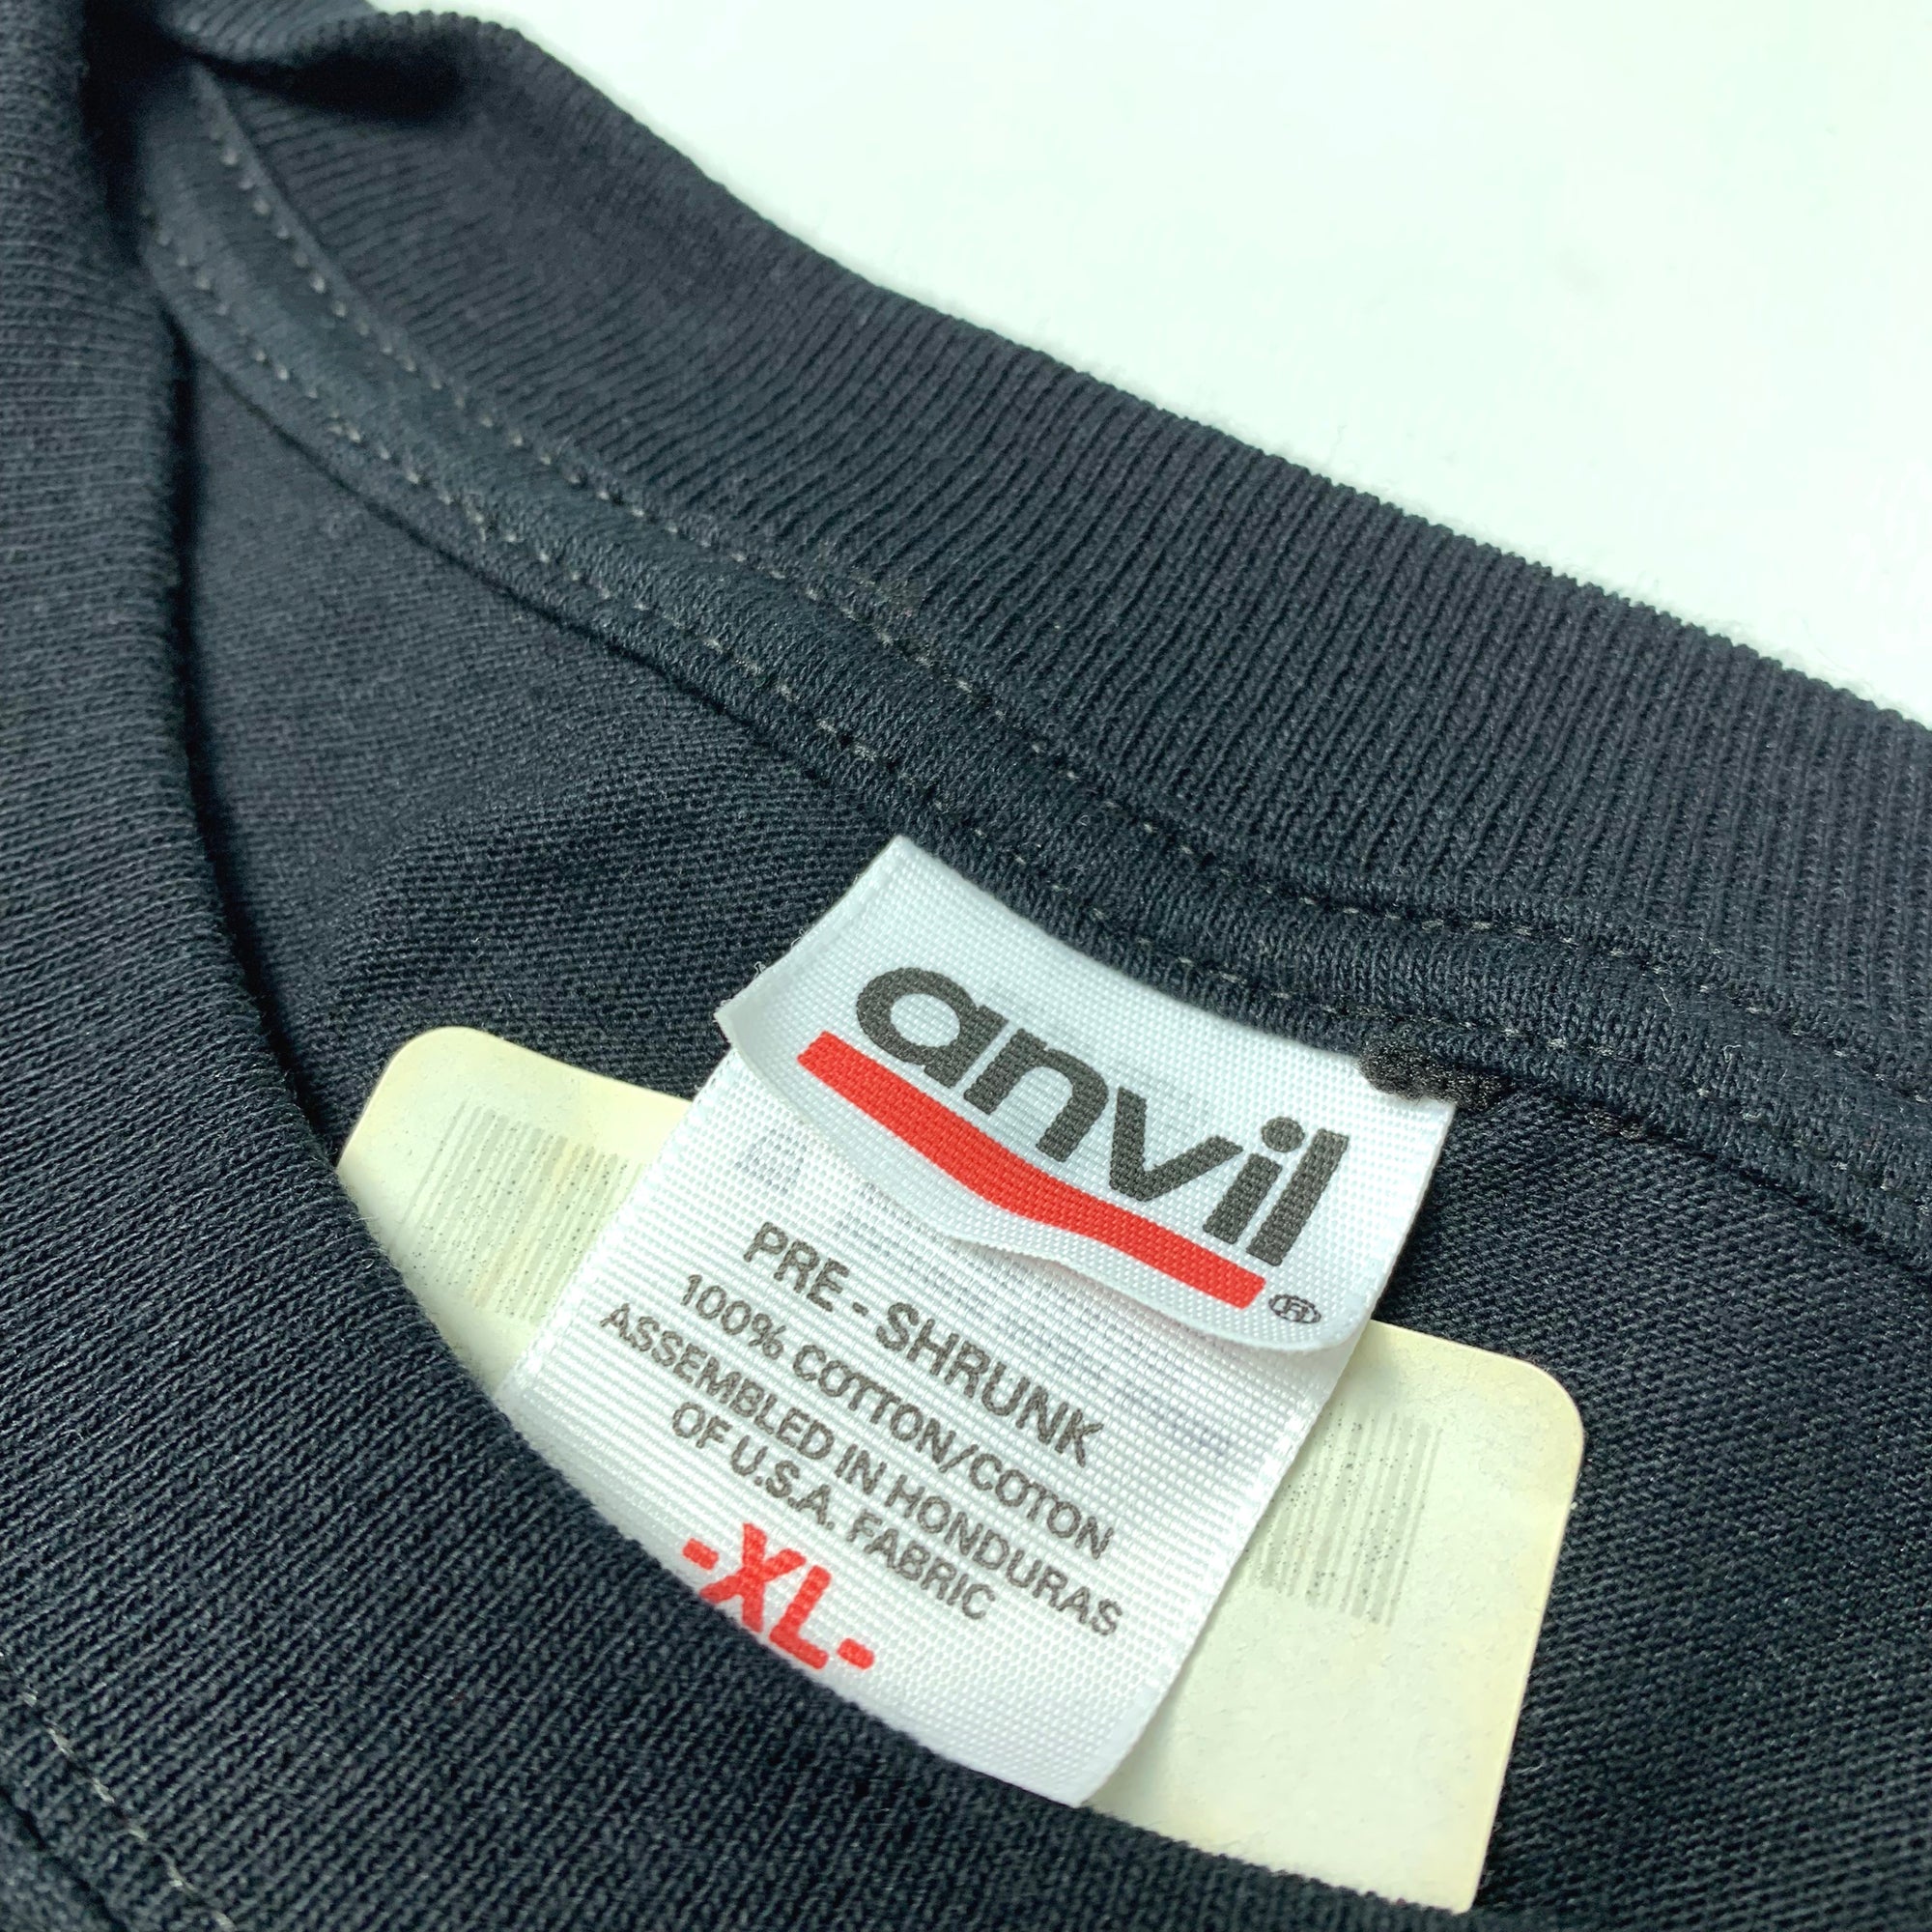 anvil
®
PRE - SHRUNK
100% COTTON/COTON
ASSEMBLED IN HONDURAS
OF U.S.A. FABRIC
-XL-